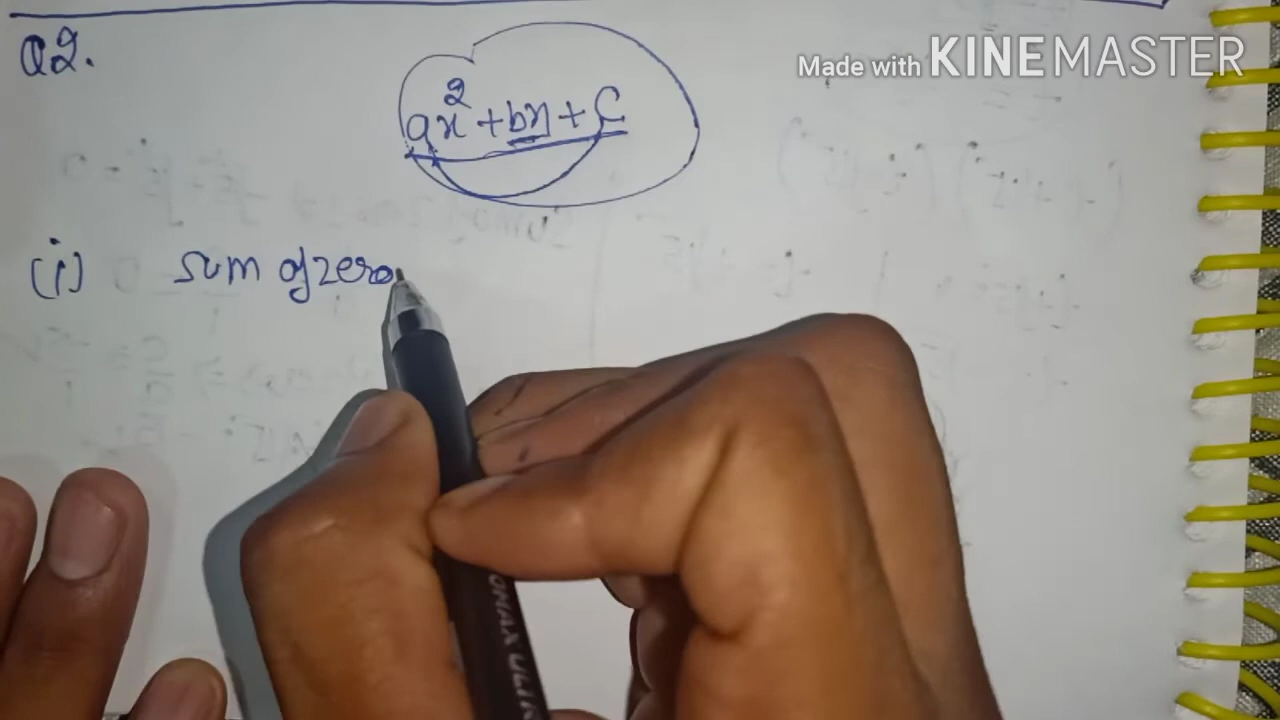 Made with KINEMASTER
Q2.
ax² + bx + C
(i) sum of zero